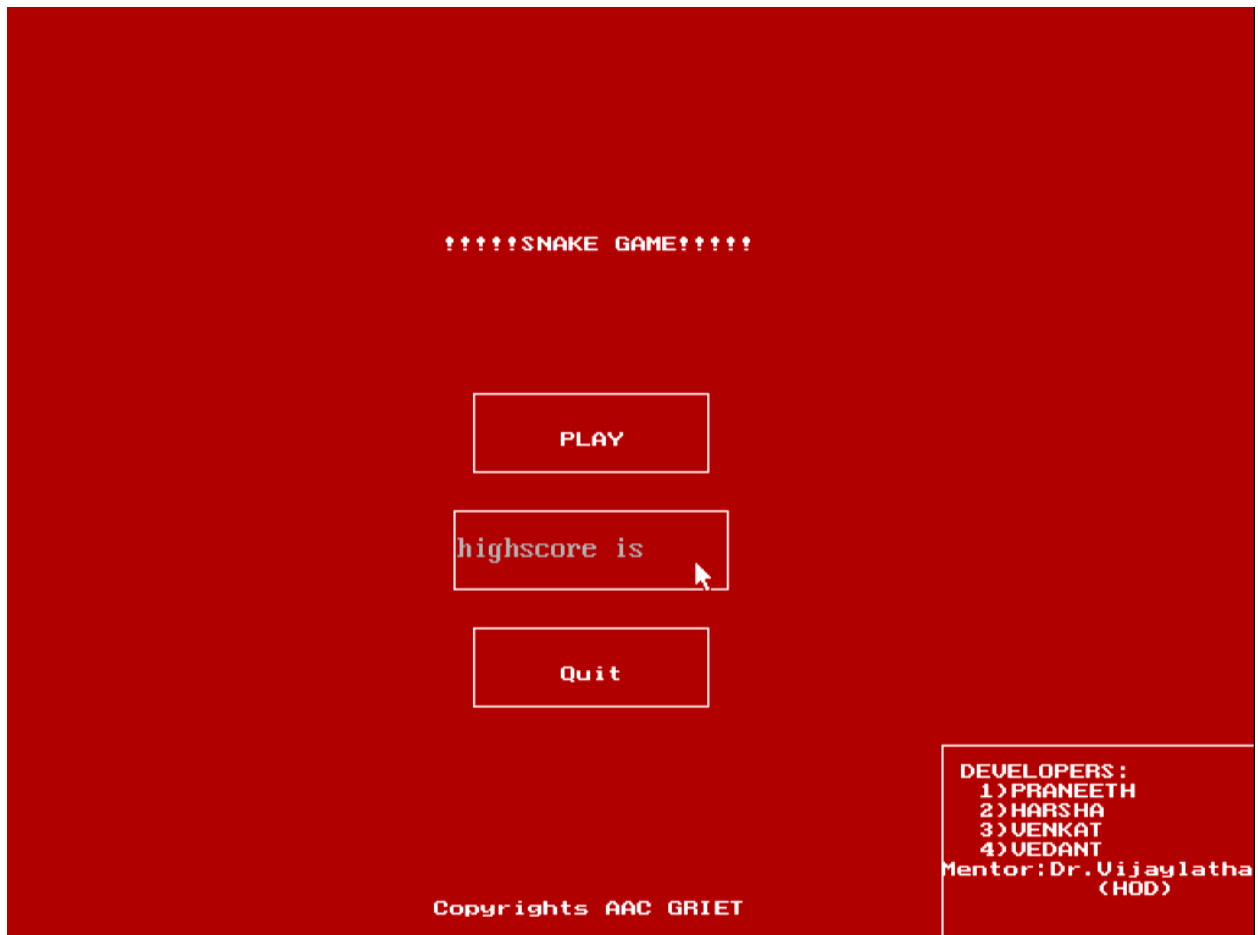 !!!!!SNAKE GAME!!!!!
PLAY
highscore is
Quit
DEVELOPERS:
1)PRANEETH
2)HARSHA
3)VENKAT
4)VEDANT
Mentor:Dr.Vijaylatha
(HOD)
Copyrights AAC GRIET